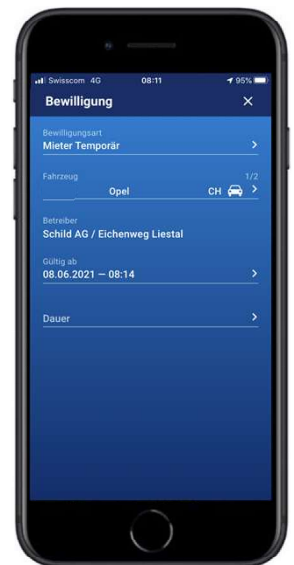 Swisscom 4G 08:11 95%
Bewilligung ×
Bewilligungsart
Mieter Temporär
Fahrzeug 1/2
Opel CH
Betreiber
Schild AG / Eichenweg Liestal
Gültig ab
08.06.2021 – 08:14
Dauer